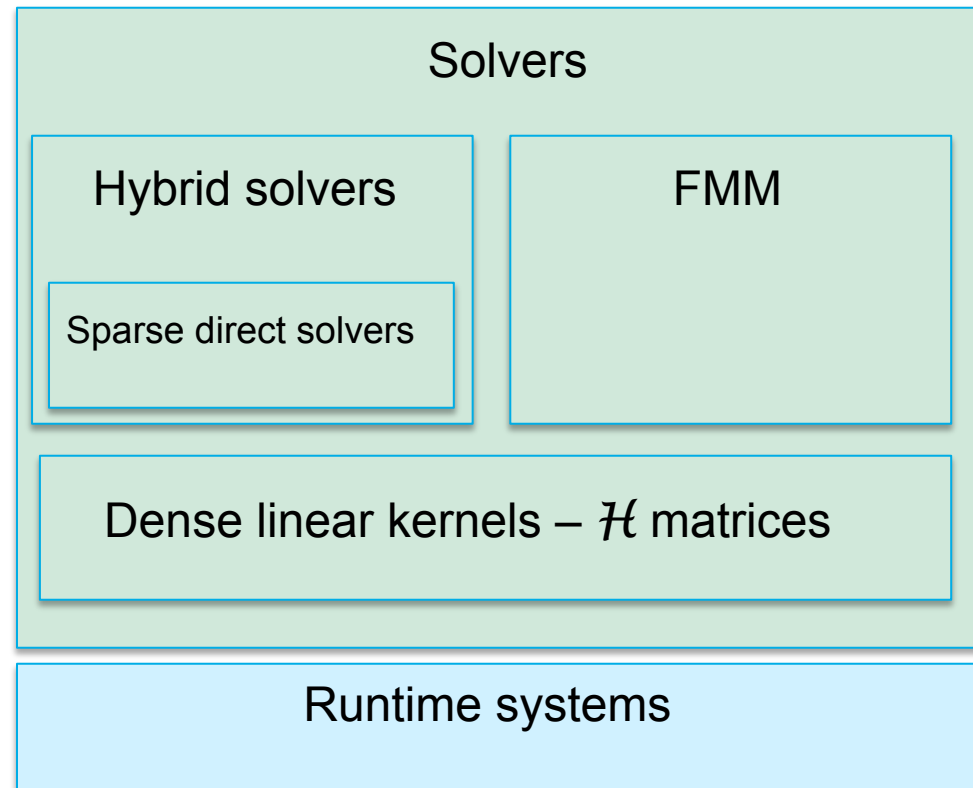 Solvers
Hybrid solvers
FMM
Sparse direct solvers
Dense linear kernels – ℋ matrices
Runtime systems